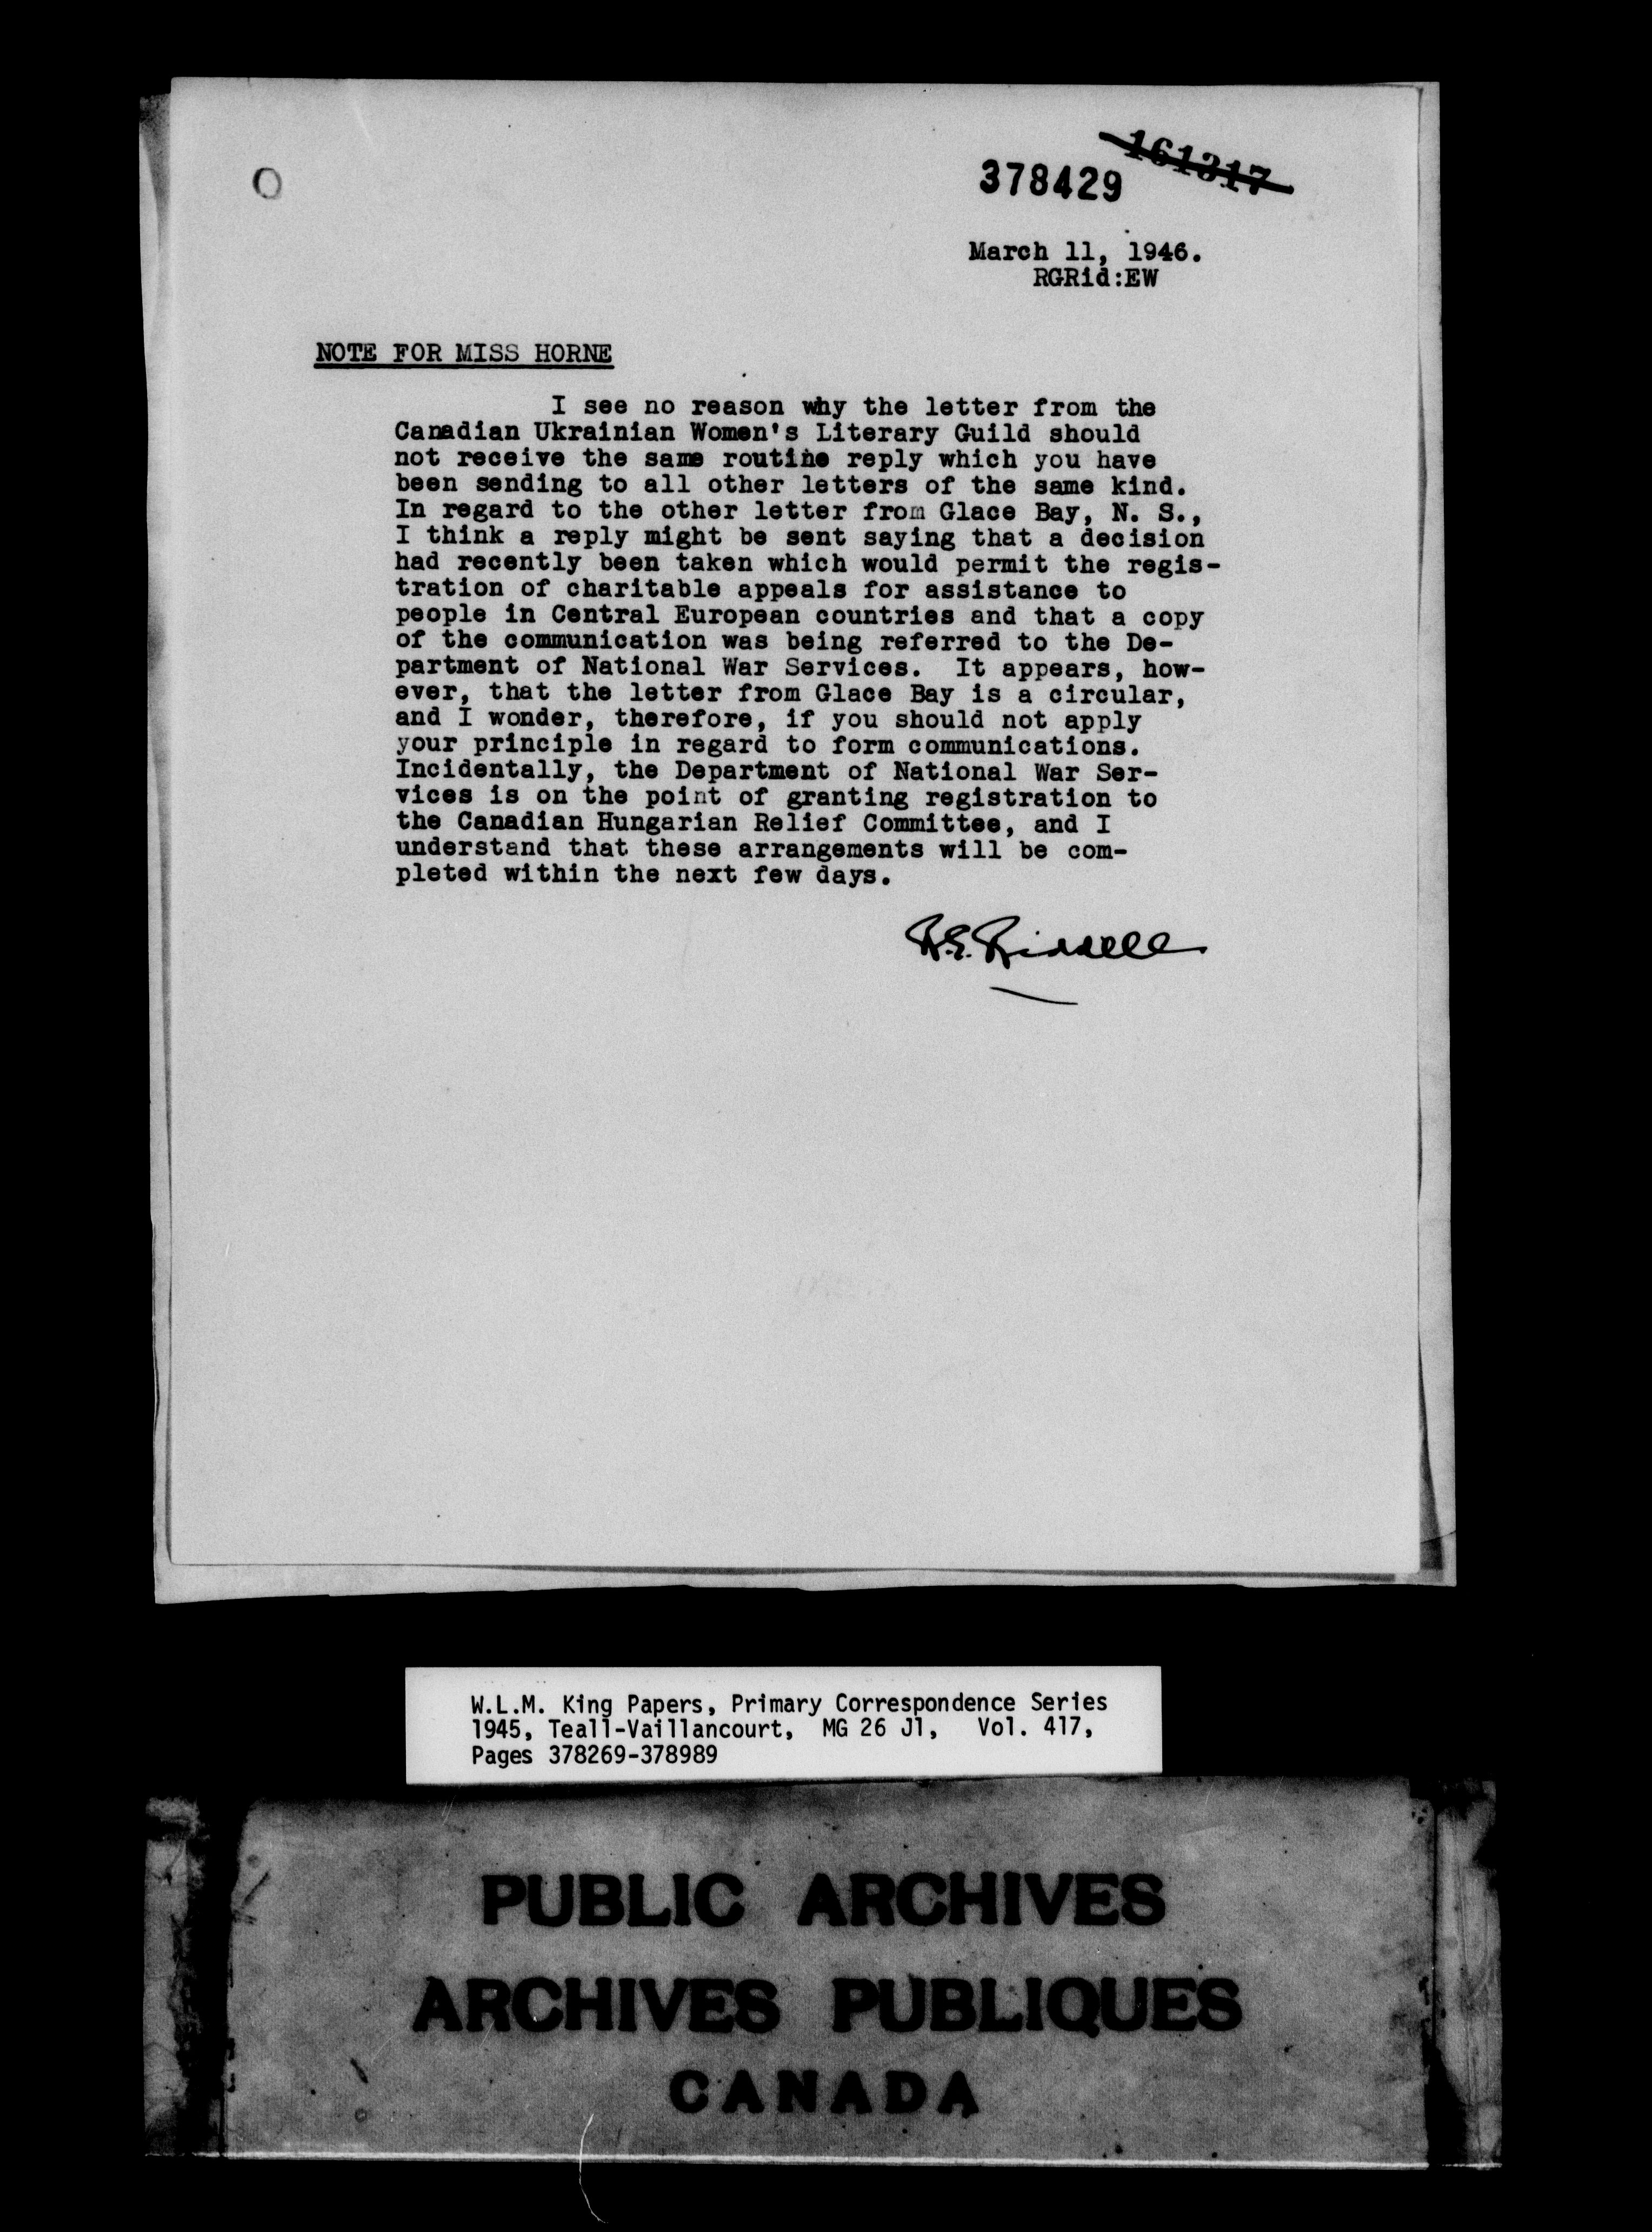 161317
378429
March 11, 1946.
RGRid:EW
NOTE FOR MISS HORNE
I see no reason why the letter from the
Canadian Ukrainian Women's Literary Guild should
not receive the same routine reply which you have
been sending to all other letters of the same kind.
In regard to the other letter from Glace Bay, N. S.,
I think a reply might be sent saying that a decision
had recently been taken which would permit the regis-
tration of charitable appeals for assistance to
people in Central European countries and that a copy
of the communication was being referred to the De-
partment of National War Services. It appears, how-
ever, that the letter from Glace Bay is a circular,
and I wonder, therefore, if you should not apply
your principle in regard to form communications.
Incidentally, the Department of National War Ser-
vices is on the point of granting registration to
the Canadian Hungarian Relief Committee, and I
understand that these arrangements will be com-
pleted within the next few days.
R.G. Riddell
W.L.M. King Papers, Primary Correspondence Series
1945, Teall-Vaillancourt, MG 26 J1, Vol. 417,
Pages 378269-378989
PUBLIC ARCHIVES
ARCHIVES PUBLIQUES
CANADA